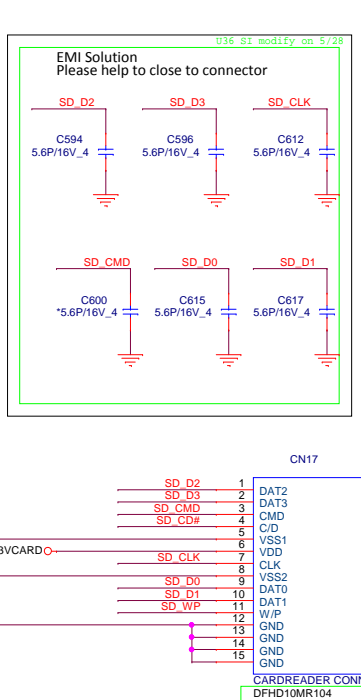 U36 SI modify on 5/28
EMI Solution
Please help to close to connector
SD_D2 SD_D3 SD_CLK
C594 C596 C612
5.6P/16V_4 5.6P/16V_4 5.6P/16V_4
SD_CMD SD_D0 SD_D1
C600 C615 C617
*5.6P/16V_4 5.6P/16V_4 5.6P/16V_4
CN17
SD_D2 1 DAT2
SD_D3 2 DAT3
SD_CMD 3 CMD
SD_CD# 4 C/D
5 VSS1
3VCARD 6 VDD
SD_CLK 7 CLK
8 VSS2
SD_D0 9 DAT0
SD_D1 10 DAT1
SD_WP 11 W/P
12 GND
13 GND
14 GND
15 GND
CARDREADER CONN
DFHD10MR104